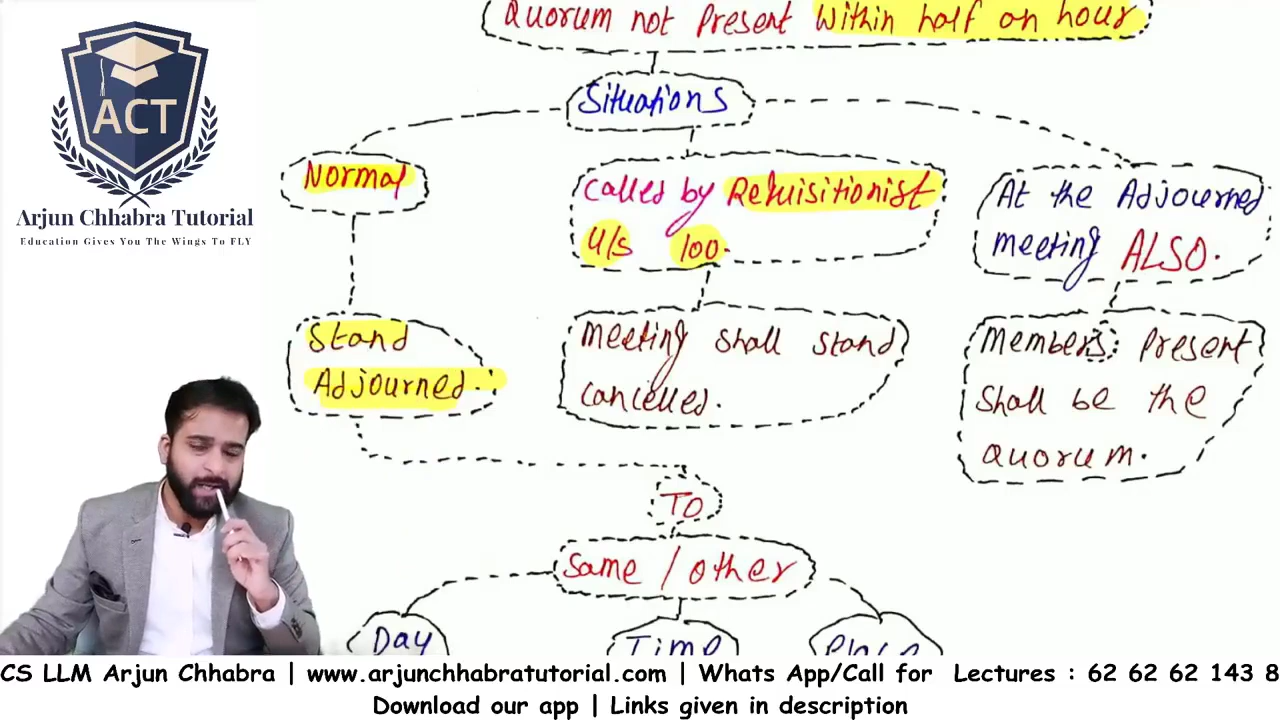 Quorum not Present within half an hour
Situations
Normal
Called by Requisitionist
U/s 100.
At the Adjourned
meeting ALSO.
Stand
Adjourned.
Meeting shall stand
cancelled.
Members Present
shall be the
quorum.
TO
Same / other
Day
Time
Place
ACT
Arjun Chhabra Tutorial
Education Gives You The Wings To FLY
CS LLM Arjun Chhabra | www.arjunchhabratutorial.com | Whats App/Call for Lectures : 62 62 62 143 8
Download our app | Links given in description